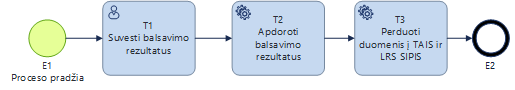 T1
Suvesti balsavimo
rezultatus
T2
Apdoroti
balsavimo
rezultatus
T3
Perduoti
duomenis į TAIS ir
LRS SIPIS
E1
Proceso pradžia
E2